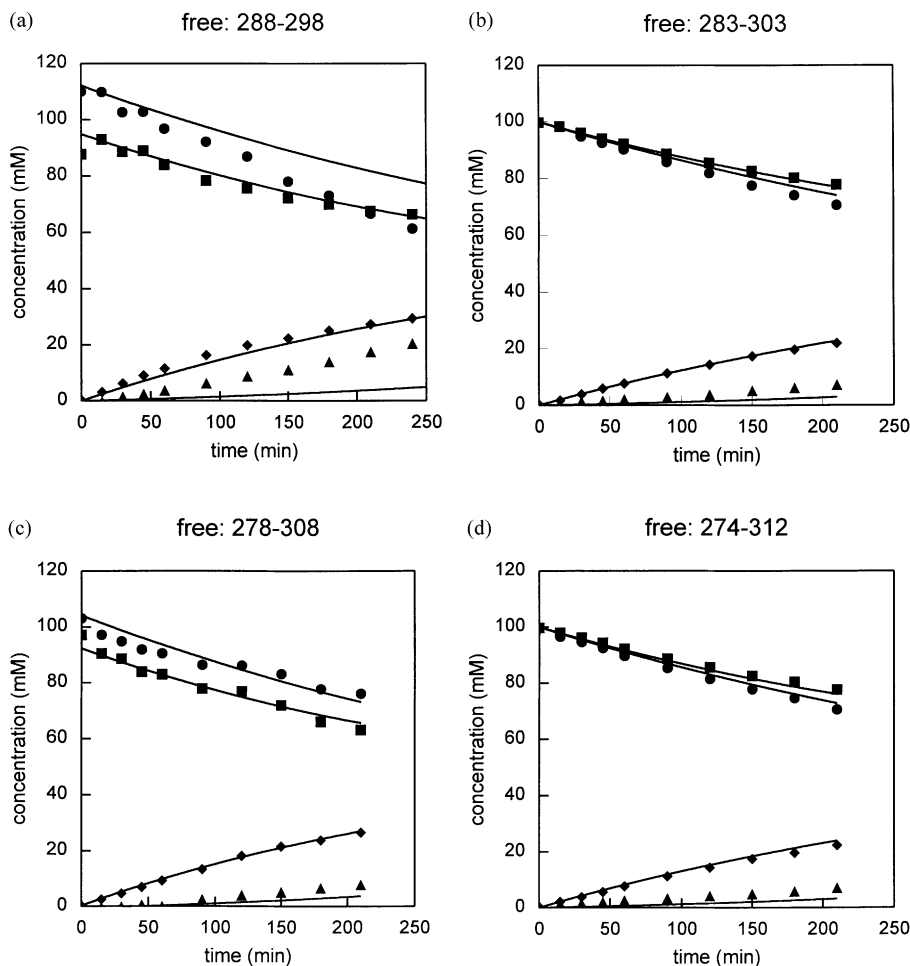 (a)
free: 288-298
120
100
80
60
40
20
0
0 50 100 150 200 250
concentration (mM)
time (min)
(b)
free: 283-303
120
100
80
60
40
20
0
0 50 100 150 200 250
concentration (mM)
time (min)
(c)
free: 278-308
120
100
80
60
40
20
0
0 50 100 150 200 250
concentration (mM)
time (min)
(d)
free: 274-312
120
100
80
60
40
20
0
0 50 100 150 200 250
concentration (mM)
time (min)